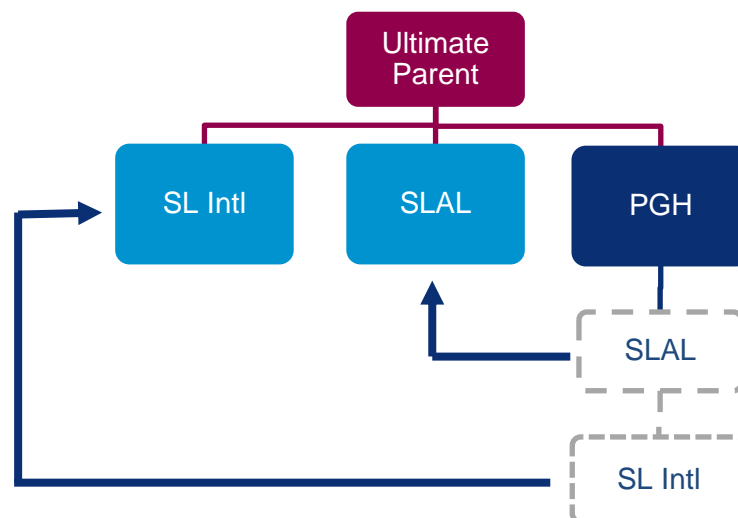 Ultimate
Parent
SL Intl
SLAL
PGH
SLAL
SL Intl